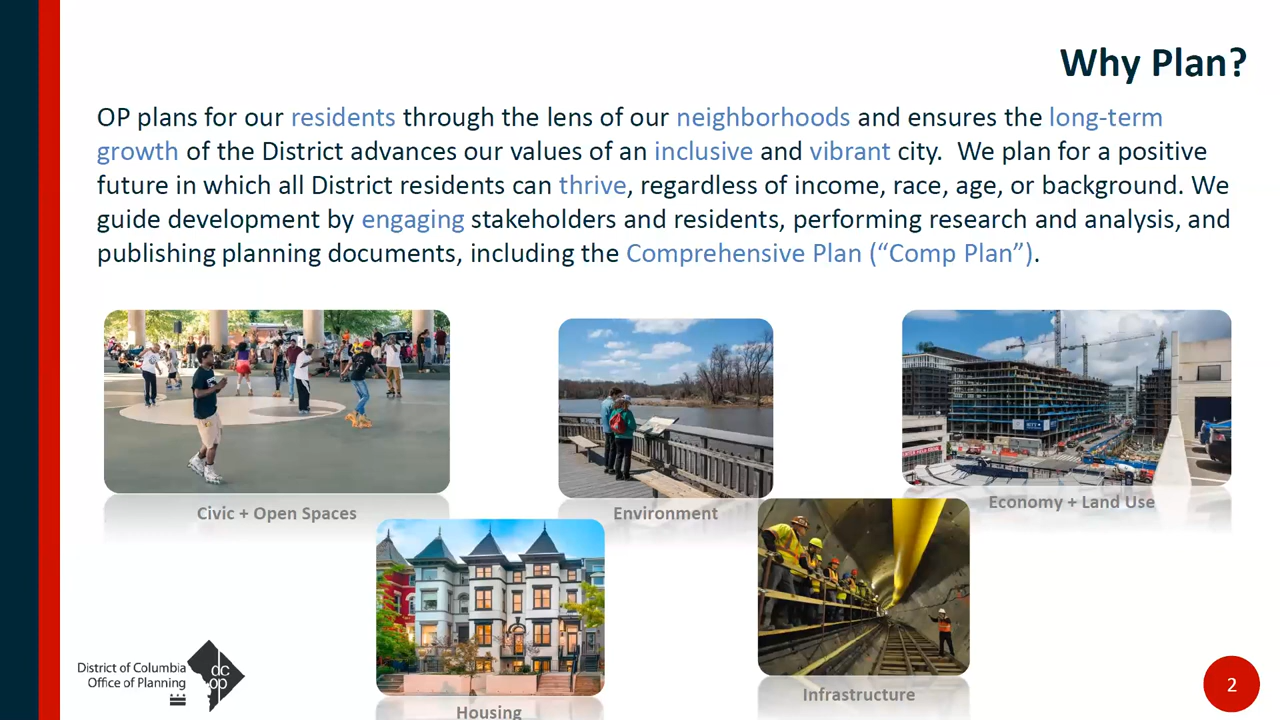 Why Plan?
OP plans for our residents through the lens of our neighborhoods and ensures the long-term
growth of the District advances our values of an inclusive and vibrant city.  We plan for a positive
future in which all District residents can thrive, regardless of income, race, age, or background. We
guide development by engaging stakeholders and residents, performing research and analysis, and
publishing planning documents, including the Comprehensive Plan (“Comp Plan”).
Civic + Open Spaces
Environment
Economy + Land Use
Housing
Infrastructure
District of Columbia
Office of Planning
dc
op
2